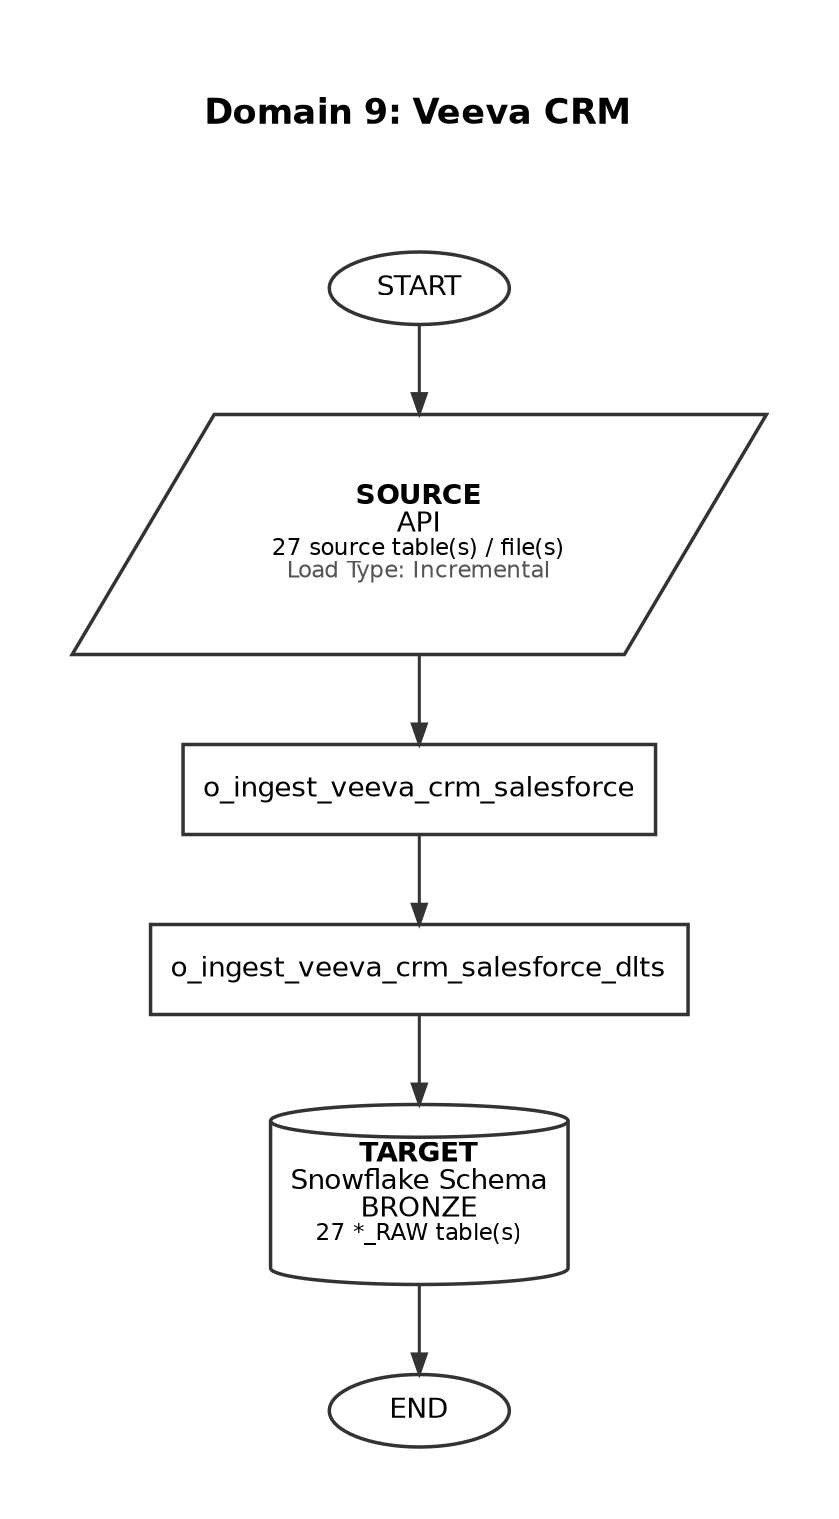 Domain 9: Veeva CRM
START
SOURCE
API
27 source table(s) / file(s)
Load Type: Incremental
o_ingest_veeva_crm_salesforce
o_ingest_veeva_crm_salesforce_dlts
TARGET
Snowflake Schema
BRONZE
27 *_RAW table(s)
END